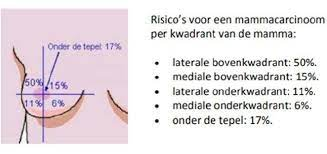 Onder de tepel: 17%
50%
15%
11%
6%
Risico's voor een mammacarcinoom
per kwadrant van de mamma:
• laterale bovenkwadrant: 50%.
• mediale bovenkwadrant: 15%.
• laterale onderkwadrant: 11%.
• mediale onderkwadrant: 6%.
• onder de tepel: 17%.